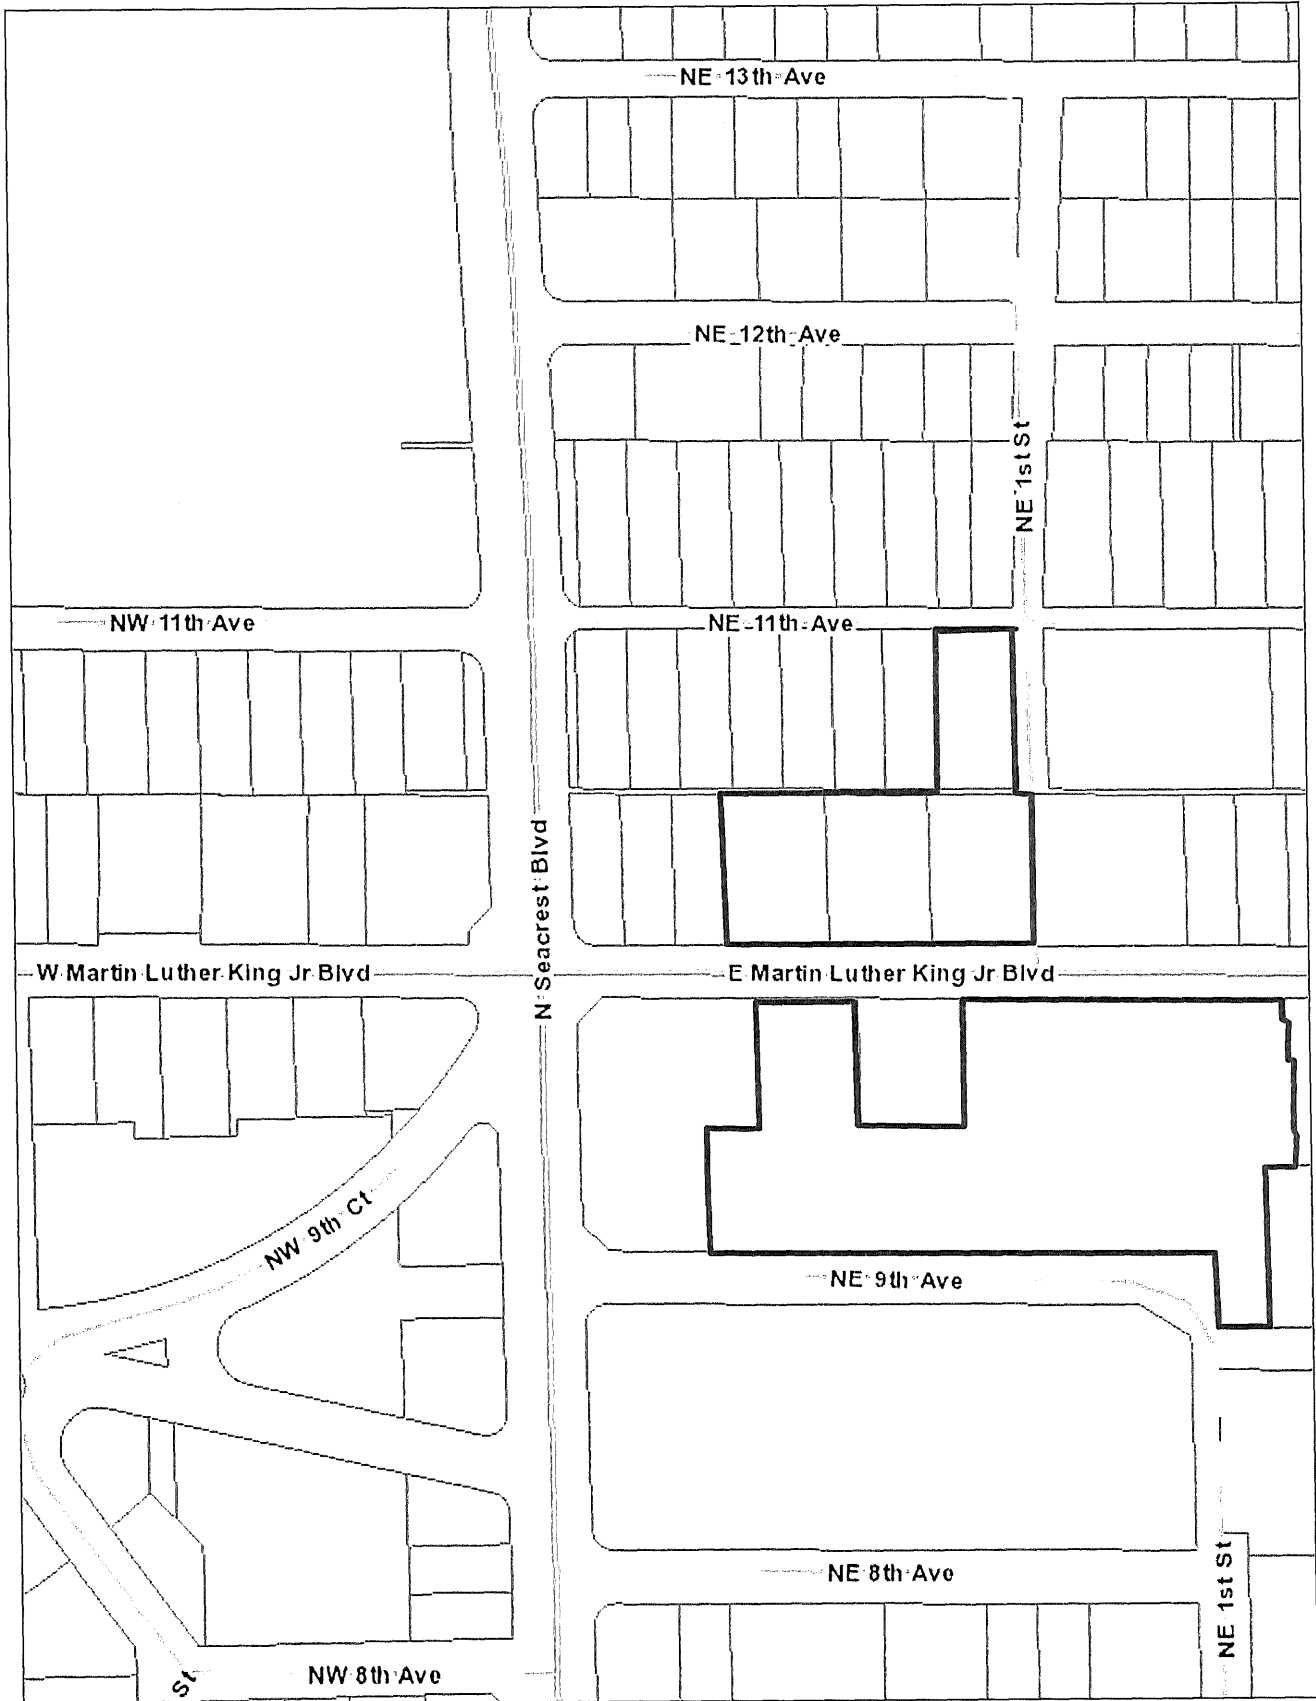 NE 13th Ave
NE 12th Ave
NE 1st St
NW 11th Ave
NE 11th Ave
N Seacrest Blvd
W Martin Luther King Jr Blvd
E Martin Luther King Jr Blvd
NW 9th Ct
NE 9th Ave
NE 8th Ave
NE 1st St
NW 8th Ave
St